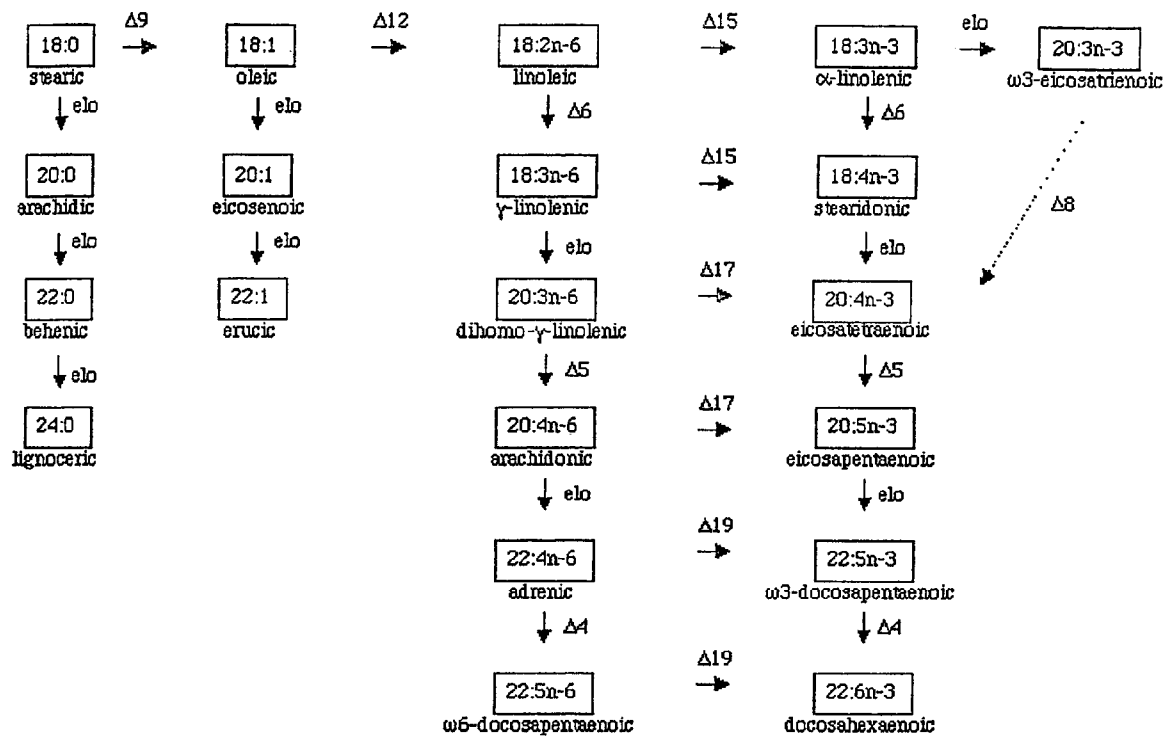 Δ9 Δ12 Δ15 elo
18:0 18:1 18:2n-6 18:3n-3 20:3n-3
stearic oleic linoleic α-linolenic ω3-eicosatrienoic
elo elo Δ6 Δ6
20:0 20:1 18:3n-6 Δ15 18:4n-3
arachidic eicosenoic γ-linolenic stearidonic Δ8
elo elo elo elo
22:0 22:1 20:3n-6 Δ17 20:4n-3
behenic erucic dihomo-γ-linolenic eicosatetraenoic
elo Δ5 Δ5
24:0 20:4n-6 Δ17 20:5n-3
lignoceric arachidonic eicosapentaenoic
elo elo
22:4n-6 Δ19 22:5n-3
adrenic ω3-docosapentaenoic
Δ4 Δ4
22:5n-6 Δ19 22:6n-3
ω6-docosapentaenoic docosahexaenoic